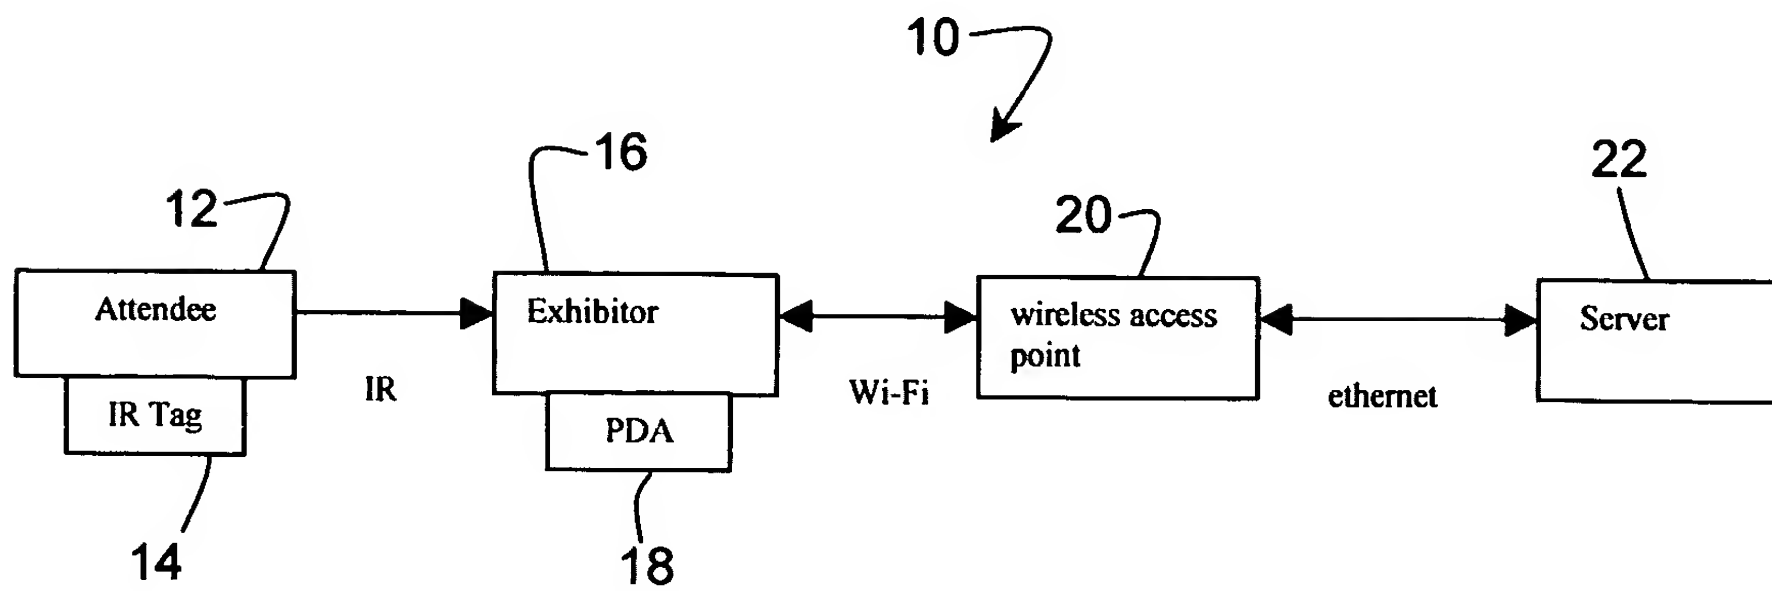 10
16
22
12
20
Attendee
Exhibitor
wireless access
point
Server
IR
Wi-Fi
ethernet
IR Tag
PDA
14
18